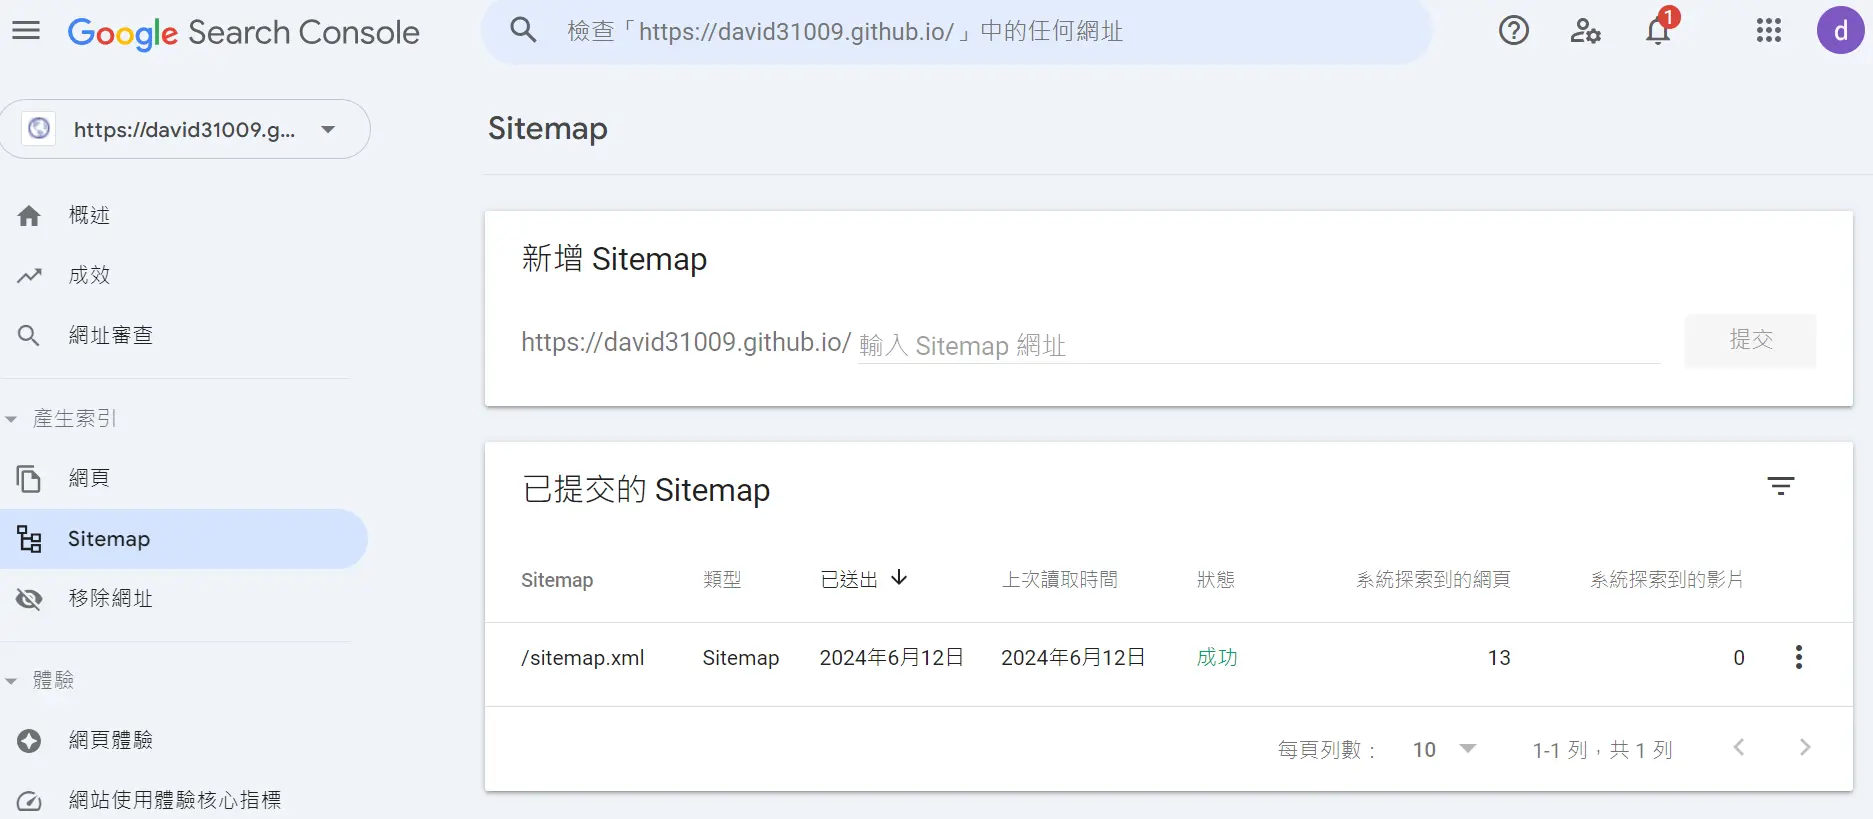 Google Search Console
檢查「https://david31009.github.io/」中的任何網址
1
d
https://david31009.g...
Sitemap
概述
成效
網址審查
產生索引
網頁
Sitemap
移除網址
體驗
網頁體驗
網站使用體驗核心指標
新增 Sitemap
https://david31009.github.io/ 輸入 Sitemap 網址
提交
已提交的 Sitemap
Sitemap 類型 已送出 上次讀取時間 狀態 系統探索到的網頁 系統探索到的影片
/sitemap.xml Sitemap 2024年6月12日 2024年6月12日 成功 13 0
每頁列數: 10 1-1 列,共 1 列